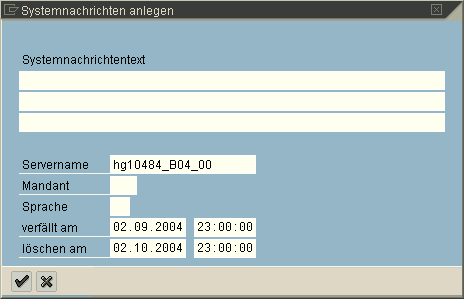 Systemnachrichten anlegen
Systemnachrichtentext
Servername hg10484_B04_00
Mandant
Sprache
verfällt am 02.09.2004 23:00:00
löschen am 02.10.2004 23:00:00